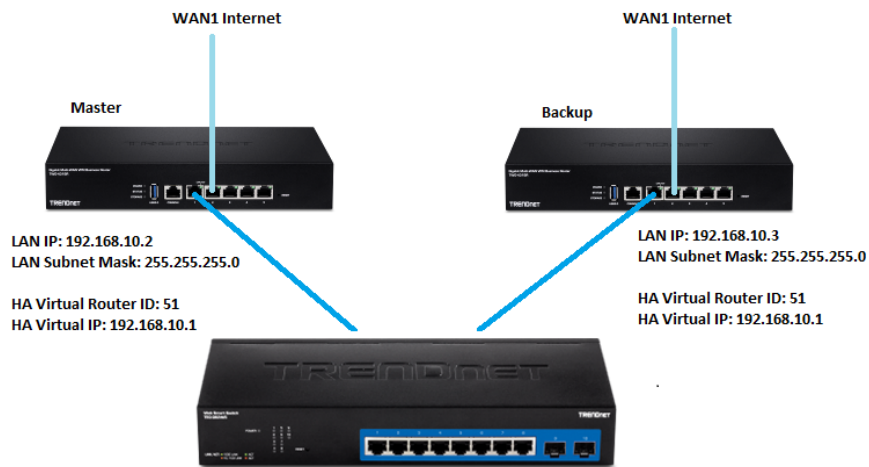 WAN1 Internet
WAN1 Internet
Master
Backup
TRENDNET
TRENDNET
LAN IP: 192.168.10.2
LAN Subnet Mask: 255.255.255.0
HA Virtual Router ID: 51
HA Virtual IP: 192.168.10.1
LAN IP: 192.168.10.3
LAN Subnet Mask: 255.255.255.0
HA Virtual Router ID: 51
HA Virtual IP: 192.168.10.1
TRENDNET
TRENDNET